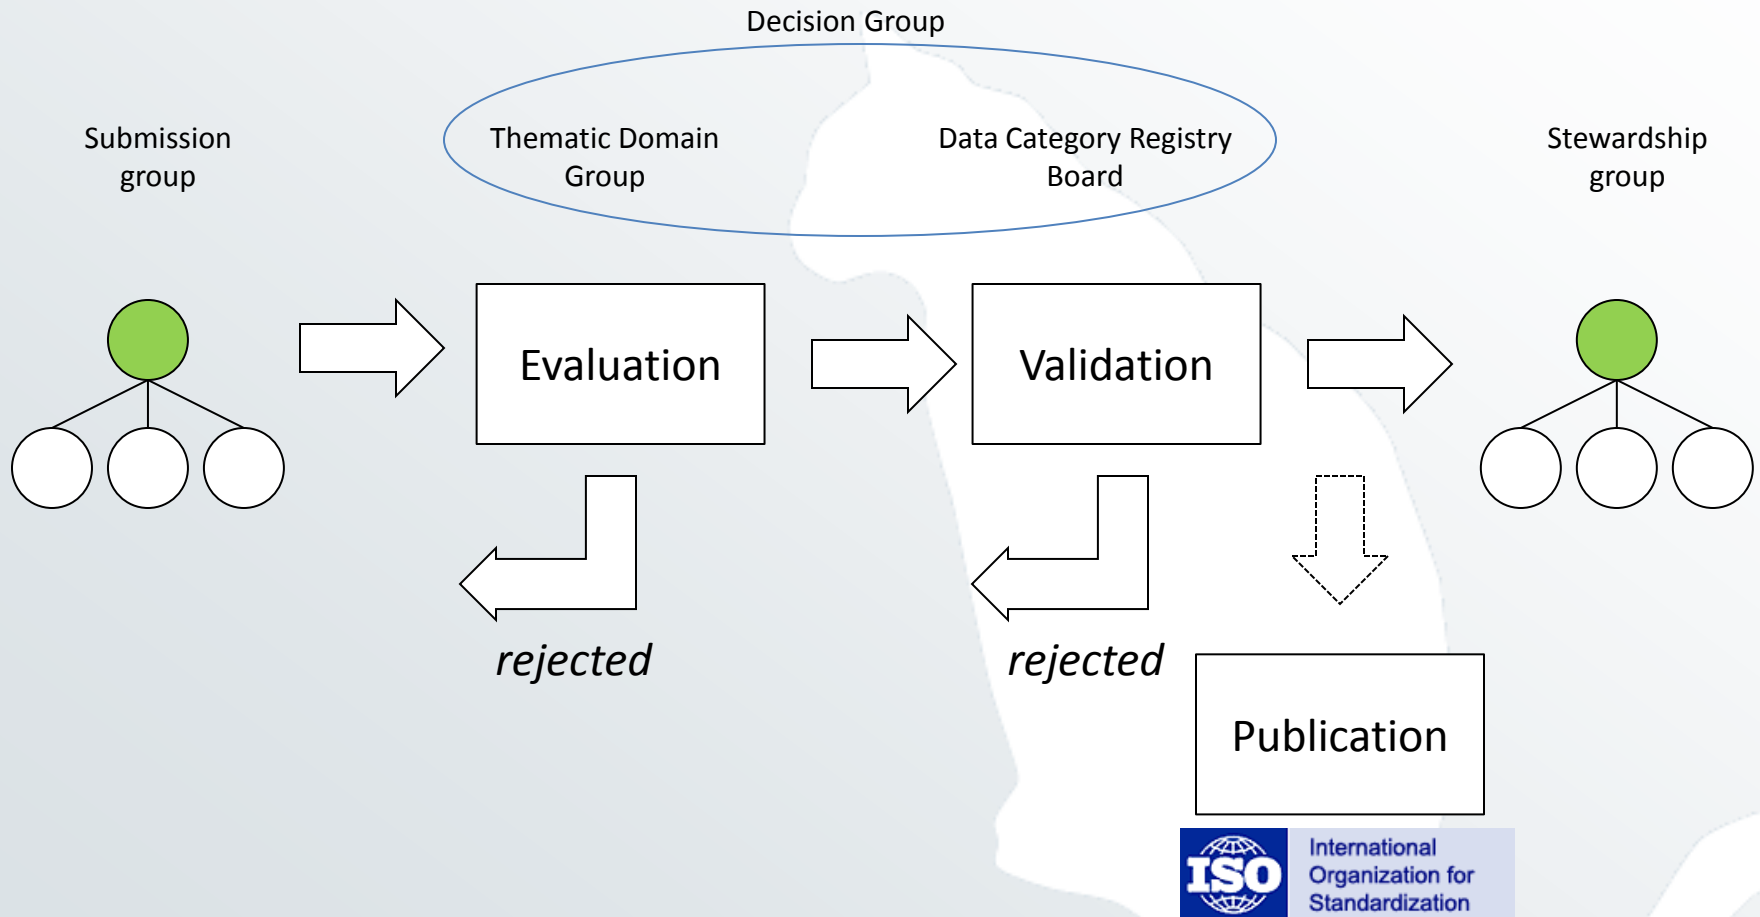 Decision Group
Submission
group
Thematic Domain
Group
Data Category Registry
Board
Stewardship
group
Evaluation
Validation
rejected
rejected
Publication
ISO
International
Organization for
Standardization